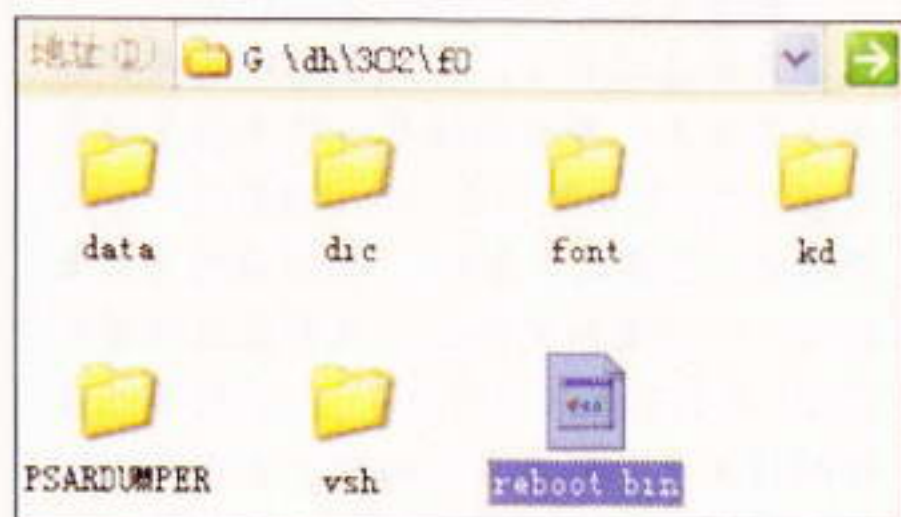 地址(D) G \dh\302\f0
data dic font kd
PSARDUMPER vsh reboot bin